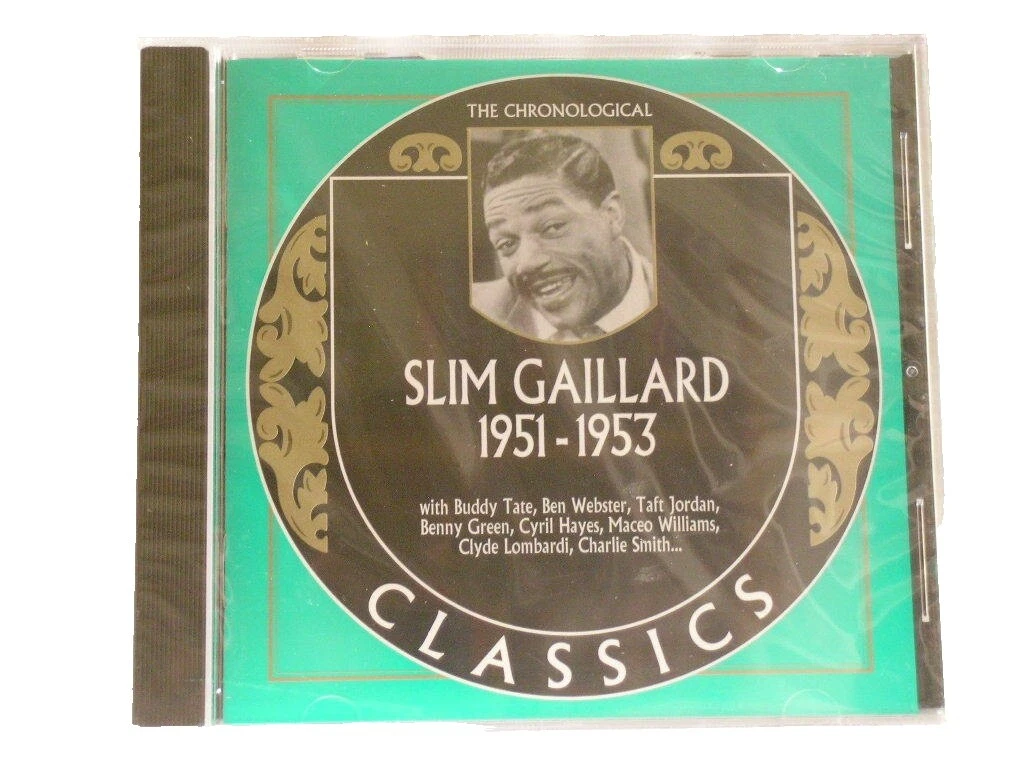 THE CHRONOLOGICAL
SLIM GAILLARD
1951 - 1953
with Buddy Tate, Ben Webster, Taft Jordan,
Benny Green, Cyril Hayes, Maceo Williams,
Clyde Lombardi, Charlie Smith...
CLASSICS